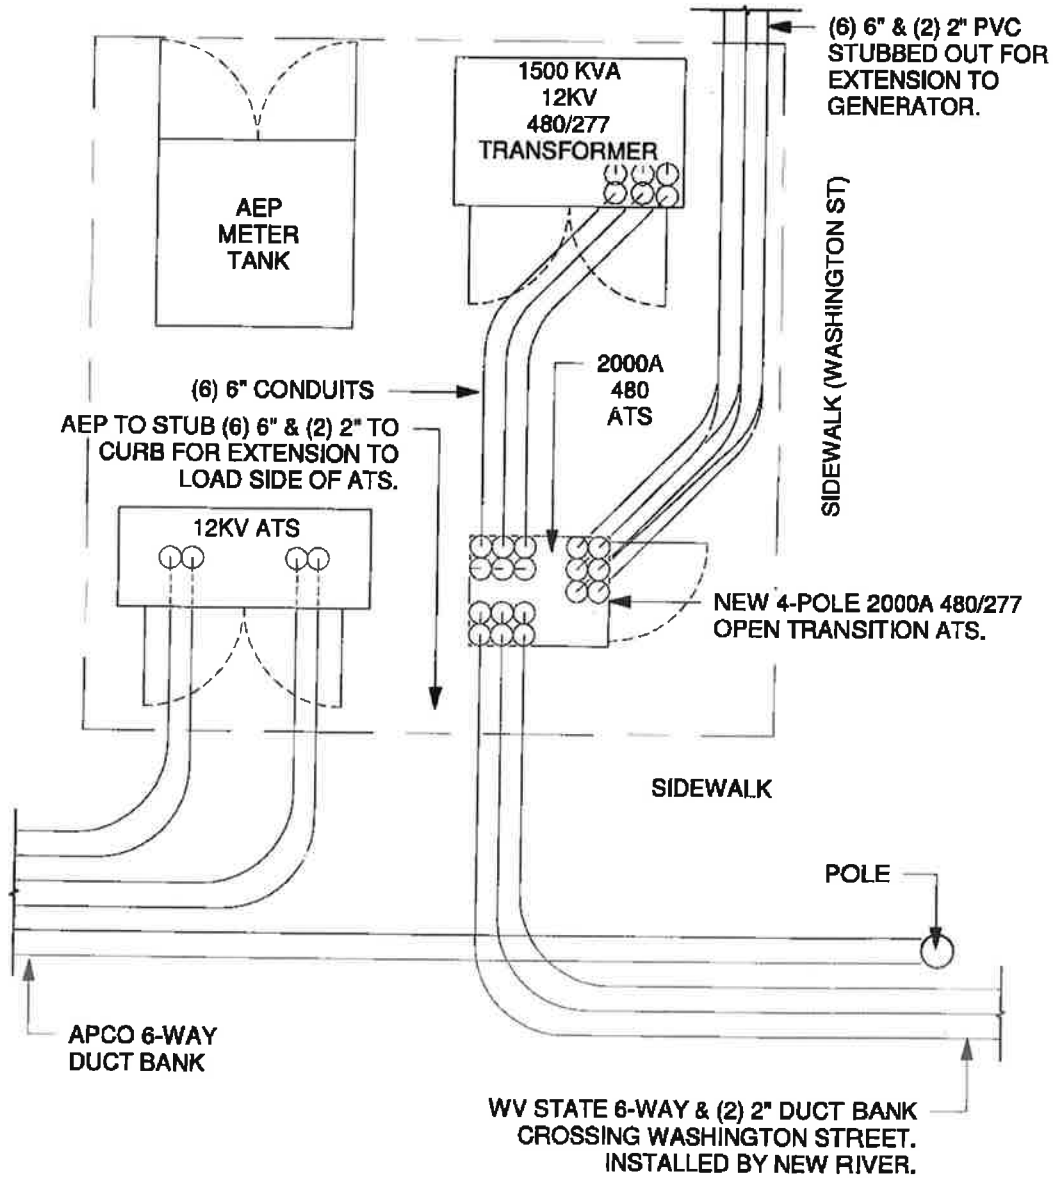 (6) 6" & (2) 2" PVC
STUBBED OUT FOR
EXTENSION TO
GENERATOR.
1500 KVA
12KV
480/277
TRANSFORMER
AEP
METER
TANK
SIDEWALK (WASHINGTON ST)
2000A
480
ATS
(6) 6" CONDUITS
AEP TO STUB (6) 6" & (2) 2" TO
CURB FOR EXTENSION TO
LOAD SIDE OF ATS.
12KV ATS
NEW 4-POLE 2000A 480/277
OPEN TRANSITION ATS.
SIDEWALK
POLE
APCO 6-WAY
DUCT BANK
WV STATE 6-WAY & (2) 2" DUCT BANK
CROSSING WASHINGTON STREET.
INSTALLED BY NEW RIVER.